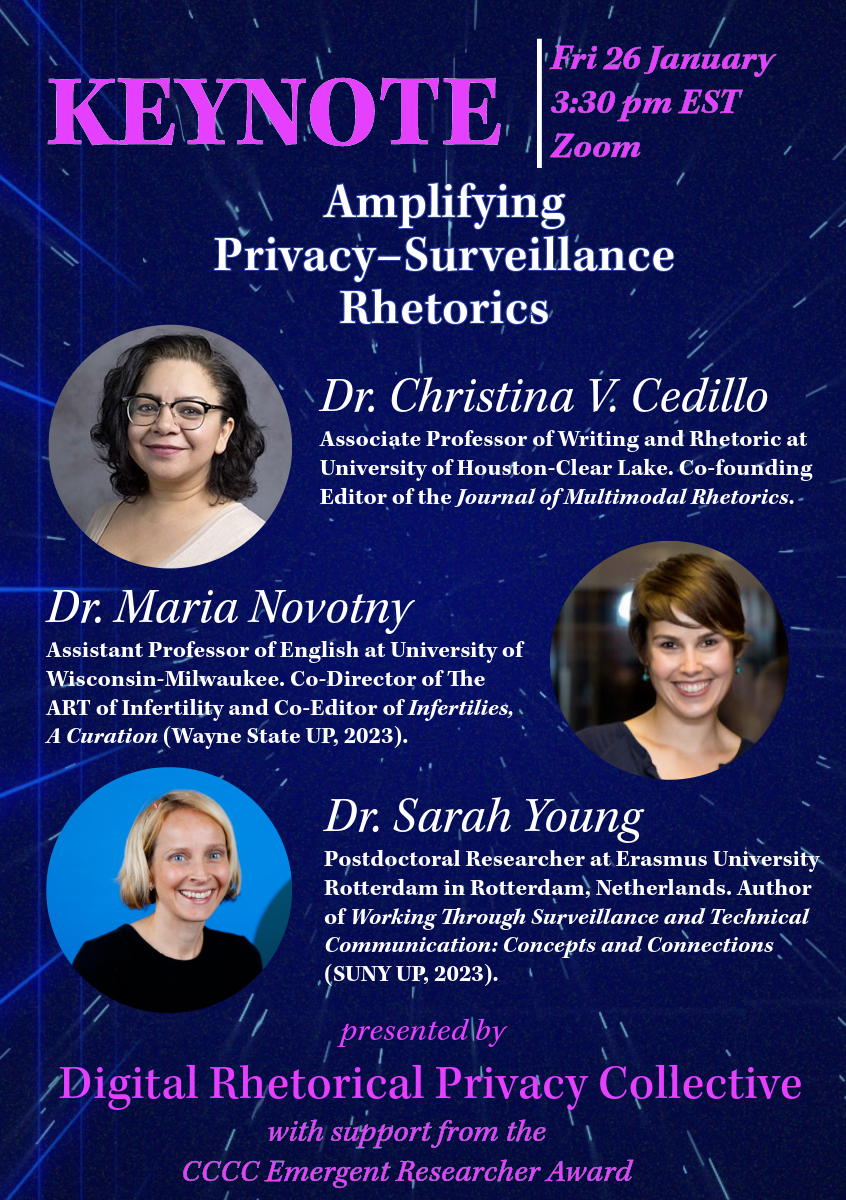 KEYNOTE
Fri 26 January
3:30 pm EST
Zoom
Amplifying
Privacy–Surveillance
Rhetorics
Dr. Christina V. Cedillo
Associate Professor of Writing and Rhetoric at
University of Houston-Clear Lake. Co-founding
Editor of the Journal of Multimodal Rhetorics.
Dr. Maria Novotny
Assistant Professor of English at University of
Wisconsin-Milwaukee. Co-Director of The
ART of Infertility and Co-Editor of Infertilies,
A Curation (Wayne State UP, 2023).
Dr. Sarah Young
Postdoctoral Researcher at Erasmus University
Rotterdam in Rotterdam, Netherlands. Author
of Working Through Surveillance and Technical
Communication: Concepts and Connections
(SUNY UP, 2023).
presented by
Digital Rhetorical Privacy Collective
with support from the
CCCC Emergent Researcher Award